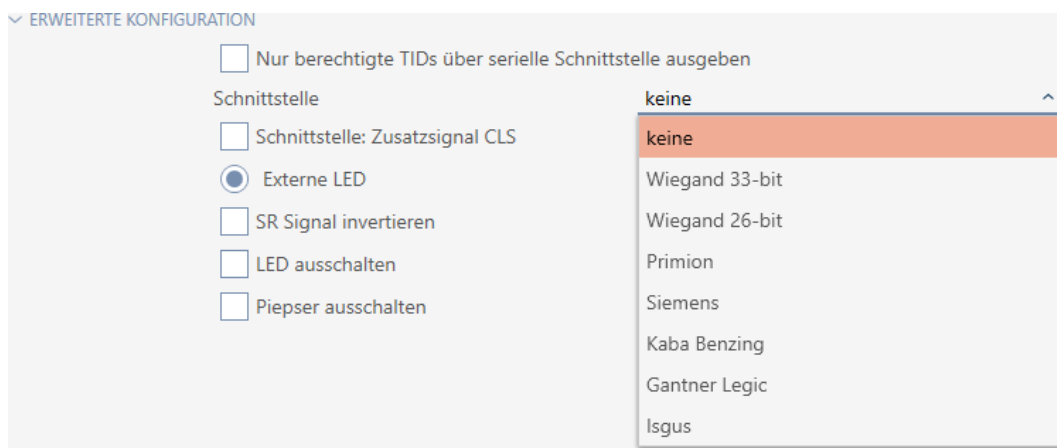 ERWEITERTE KONFIGURATION
Nur berechtigte TIDs über serielle Schnittstelle ausgeben
Schnittstelle keine
Schnittstelle: Zusatzsignal CLS keine
Externe LED Wiegand 33-bit
SR Signal invertieren Wiegand 26-bit
LED ausschalten Primion
Piepser ausschalten Siemens
Kaba Benzing
Gantner Legic
Isgus